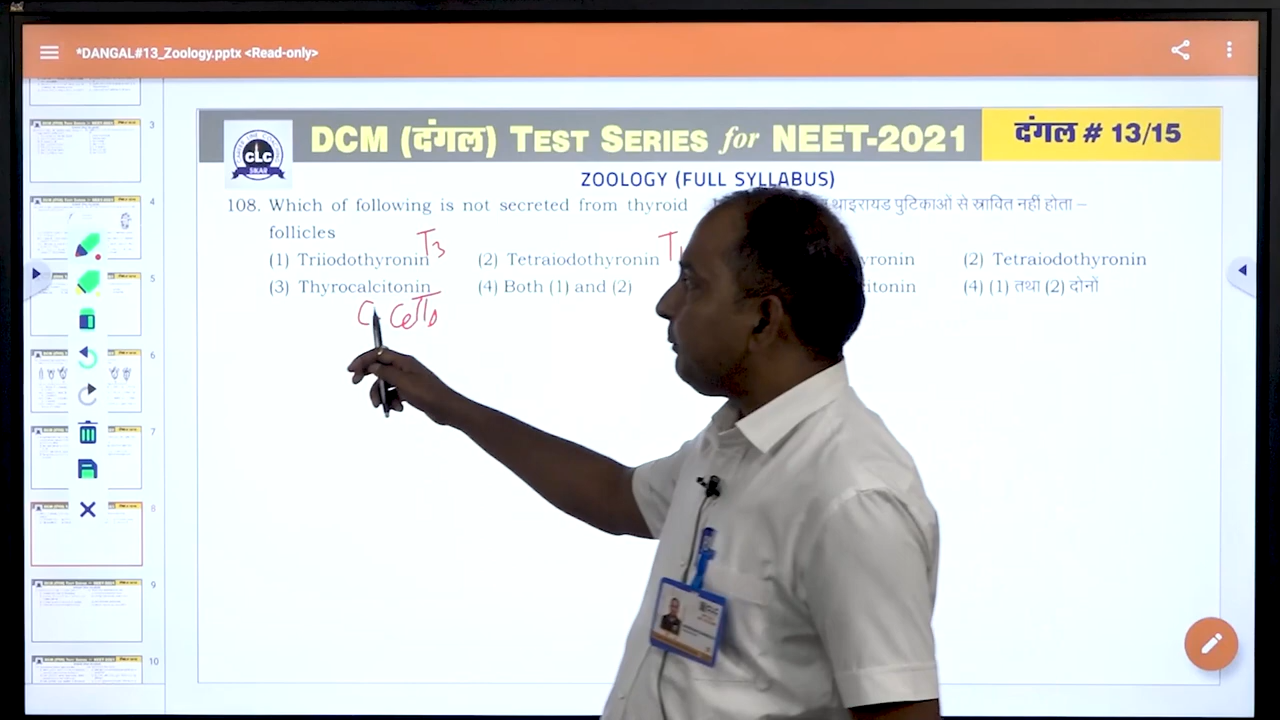 *DANGAL#13_Zoology.pptx <Read-only>
DCM (दंगल) TEST SERIES for NEET-2021
दंगल # 13/15
CLC
SIKAR
ZOOLOGY (FULL SYLLABUS)
108. Which of following is not secreted from thyroid
follicles
थाइरायड पुटिकाओं से स्रावित नहीं होता –
T3
(1) Triiodothyronin
(2) Tetraiodothyronin
yronin
(2) Tetraiodothyronin
(3) Thyrocalcitonin
(4) Both (1) and (2)
itonin
(4) (1) तथा (2) दोनों
C Cells
3
4
5
6
7
8
9
10